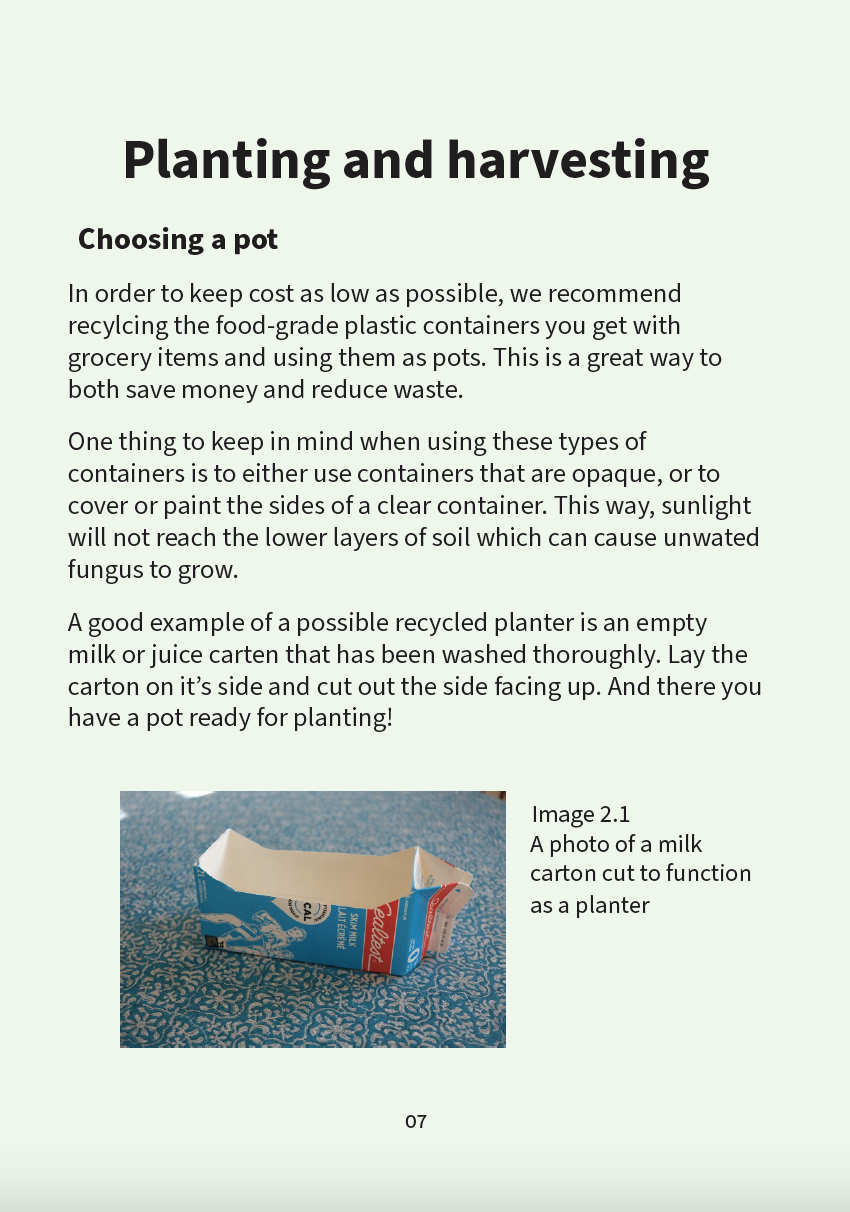 Planting and harvesting
Choosing a pot
In order to keep cost as low as possible, we recommend
recylcing the food-grade plastic containers you get with
grocery items and using them as pots. This is a great way to
both save money and reduce waste.
One thing to keep in mind when using these types of
containers is to either use containers that are opaque, or to
cover or paint the sides of a clear container. This way, sunlight
will not reach the lower layers of soil which can cause unwated
fungus to grow.
A good example of a possible recycled planter is an empty
milk or juice carten that has been washed thoroughly. Lay the
carton on it’s side and cut out the side facing up. And there you
have a pot ready for planting!
CAL
SKIM MILK
LAIT ÉCRÉMÉ
Sealtest
0
Image 2.1
A photo of a milk
carton cut to function
as a planter
07